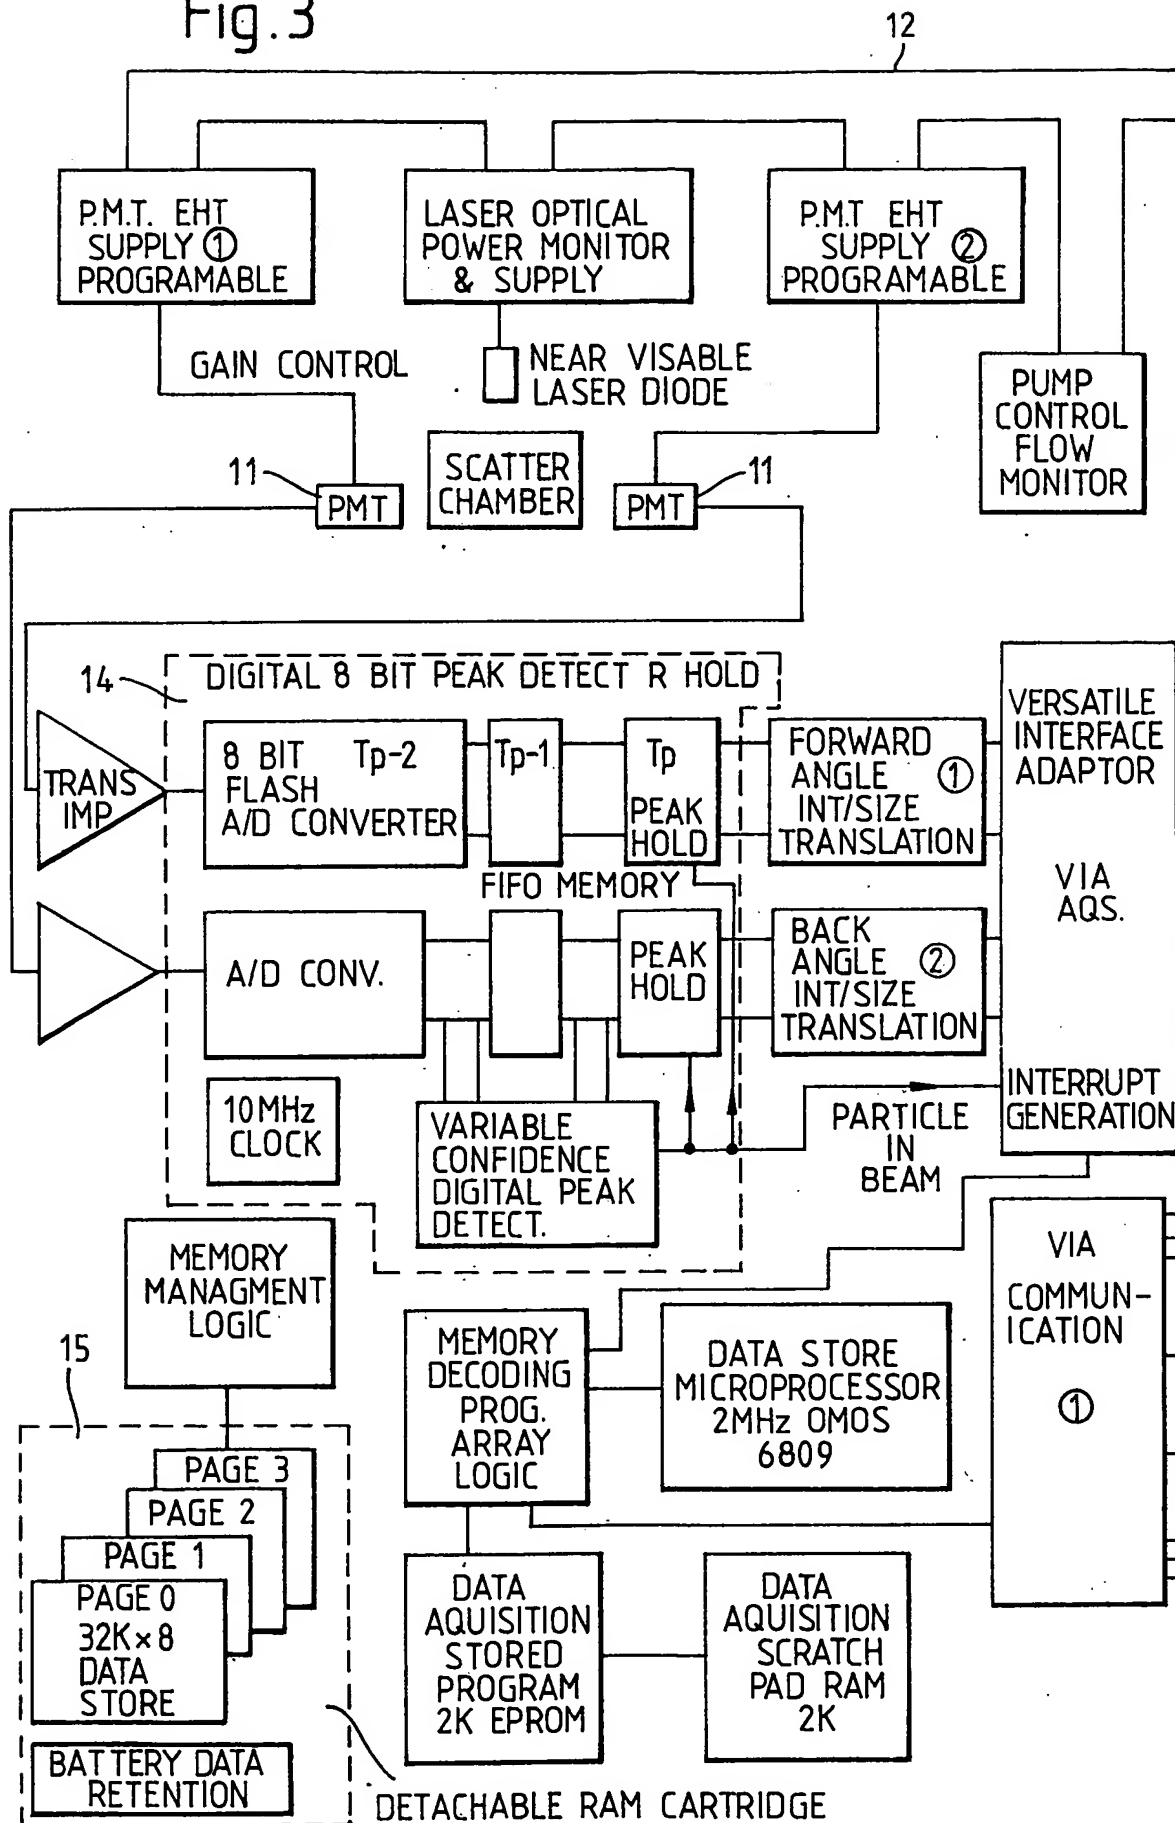 Fig.3
12
P.M.T. EHT
SUPPLY ①
PROGRAMABLE
LASER OPTICAL
POWER MONITOR
& SUPPLY
P.M.T EHT
SUPPLY ②
PROGRAMABLE
GAIN CONTROL
NEAR VISABLE
LASER DIODE
PUMP
CONTROL
FLOW
MONITOR
11
PMT
SCATTER
CHAMBER
PMT
11
14
DIGITAL 8 BIT PEAK DETECT R HOLD
TRANS
IMP
8 BIT Tp-2
FLASH
A/D CONVERTER
Tp-1
Tp
PEAK
HOLD
FORWARD
ANGLE ①
INT/SIZE
TRANSLATION
VERSATILE
INTERFACE
ADAPTOR
VIA
AQS.
INTERRUPT
GENERATION
FIFO MEMORY
A/D CONV.
PEAK
HOLD
BACK
ANGLE ②
INT/SIZE
TRANSLATION
10MHz
CLOCK
VARIABLE
CONFIDENCE
DIGITAL PEAK
DETECT.
PARTICLE
IN
BEAM
MEMORY
MANAGMENT
LOGIC
VIA
COMMUN-
ICATION
①
15
MEMORY
DECODING
PROG.
ARRAY
LOGIC
DATA STORE
MICROPROCESSOR
2MHz OMOS
6809
PAGE 3
PAGE 2
PAGE 1
PAGE 0
32K×8
DATA
STORE
DATA
AQUISITION
STORED
PROGRAM
2K EPROM
DATA
AQUISITION
SCRATCH
PAD RAM
2K
BATTERY DATA
RETENTION
DETACHABLE RAM CARTRIDGE